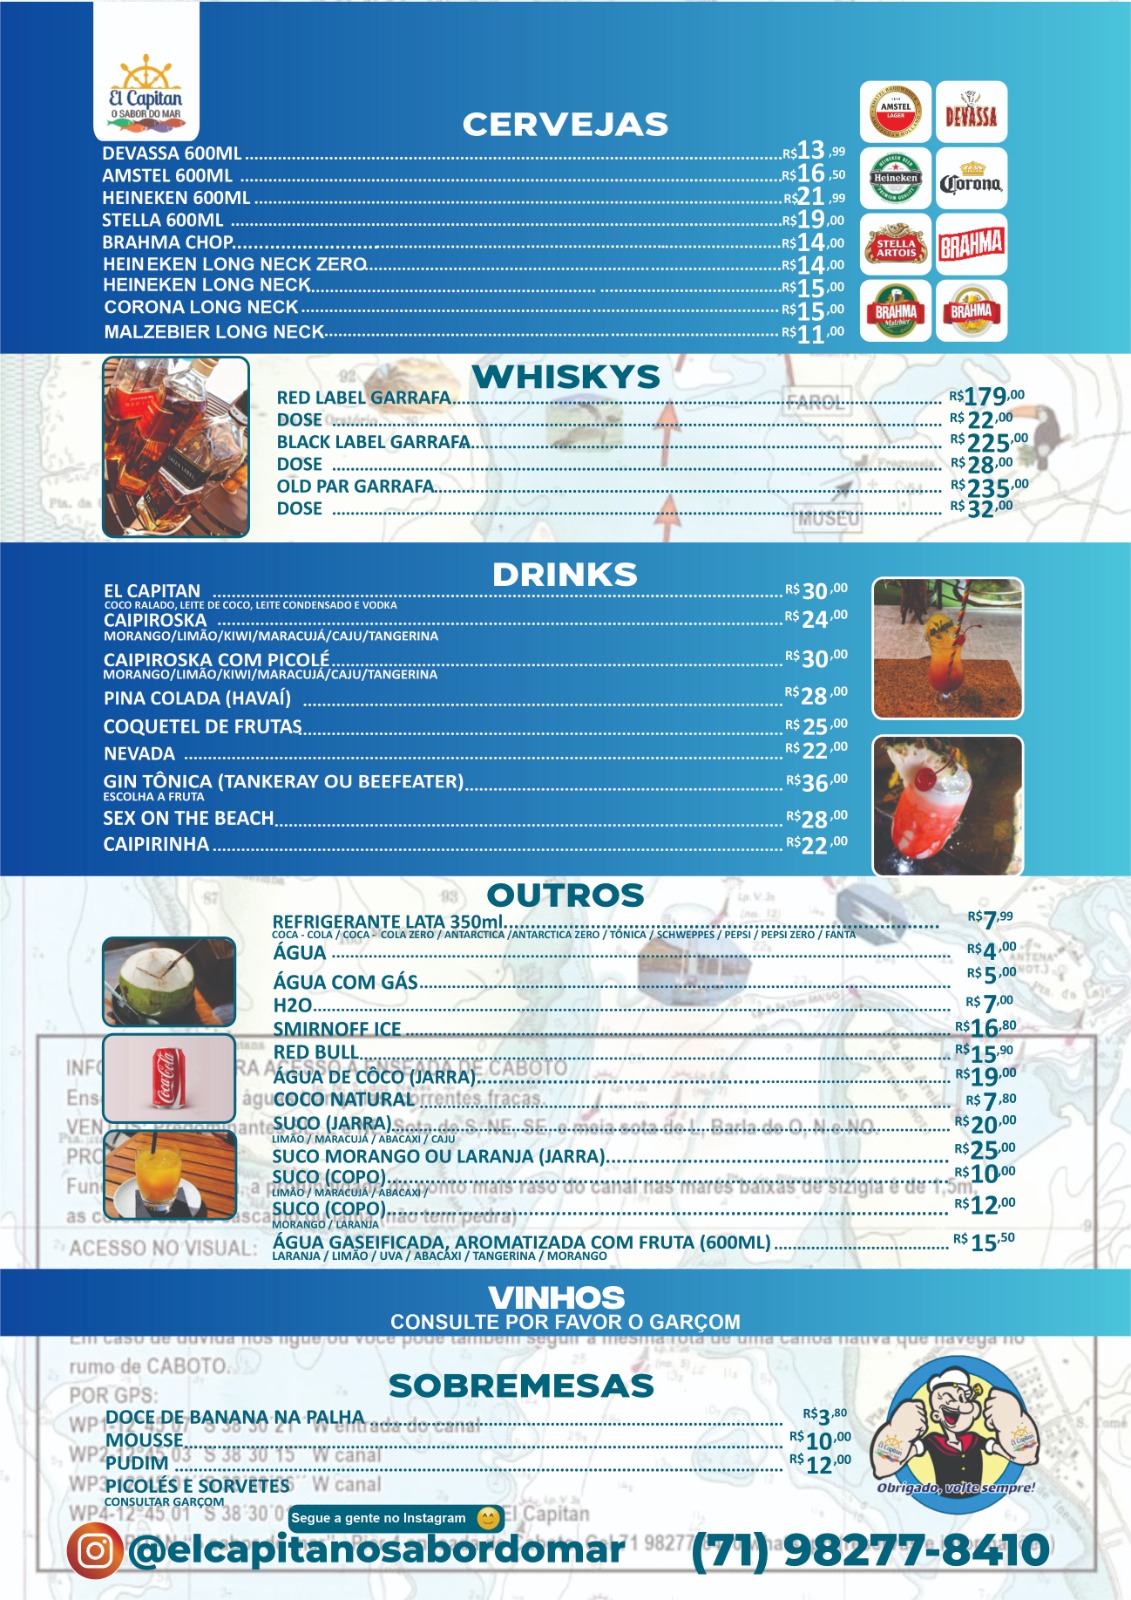 El Capitan
O SABOR DO MAR
CERVEJAS
DEVASSA 600ML R$13,99
AMSTEL 600ML R$16,50
HEINEKEN 600ML R$21,99
STELLA 600ML R$19,00
BRAHMA CHOP R$14,00
HEINEKEN LONG NECK ZERO R$14,00
HEINEKEN LONG NECK R$15,00
CORONA LONG NECK R$15,00
MALZEBIER LONG NECK R$11,00
AMSTEL
LAGER
DEVASSA
Heineken
Corona
STELLA
ARTOIS
BRAHMA
BRAHMA
Malzbier
BRAHMA
WHISKYS
RED LABEL GARRAFA R$179,00
DOSE R$22,00
BLACK LABEL GARRAFA R$225,00
DOSE R$28,00
OLD PAR GARRAFA R$235,00
DOSE R$32,00
FAROL
MUSEU
DRINKS
EL CAPITAN R$30,00
COCO RALADO, LEITE DE COCO, LEITE CONDENSADO E VODKA
CAIPIROSKA R$24,00
MORANGO/LIMÃO/KIWI/MARACUJÁ/CAJU/TANGERINA
CAIPIROSKA COM PICOLÉ R$30,00
MORANGO/LIMÃO/KIWI/MARACUJÁ/CAJU/TANGERINA
PINA COLADA (HAVAÍ) R$28,00
COQUETEL DE FRUTAS R$25,00
NEVADA R$22,00
GIN TÔNICA (TANKERAY OU BEEFEATER) R$36,00
ESCOLHA A FRUTA
SEX ON THE BEACH R$28,00
CAIPIRINHA R$22,00
OUTROS
REFRIGERANTE LATA 350ml R$7,99
COCA - COLA / COCA - COLA ZERO / ANTARCTICA /ANTARCTICA ZERO / TÔNICA / SCHWEPPES / PEPSI / PEPSI ZERO / FANTA
ÁGUA R$4,00
ÁGUA COM GÁS R$5,00
H2O R$7,00
SMIRNOFF ICE R$16,80
RED BULL R$15,90
ÁGUA DE CÔCO (JARRA) R$19,00
COCO NATURAL R$7,80
SUCO (JARRA) R$20,00
LIMÃO / MARACUJÁ / ABACAXI / CAJU
SUCO MORANGO OU LARANJA (JARRA) R$25,00
SUCO (COPO) R$10,00
LIMÃO / MARACUJÁ / ABACAXI /
SUCO (COPO) R$12,00
MORANGO / LARANJA
ÁGUA GASEIFICADA, AROMATIZADA COM FRUTA (600ML) R$15,50
LARANJA / LIMÃO / UVA / ABACAXI / TANGERINA / MORANGO
Coca-Cola
ACESSO NO VISUAL:
VINHOS
CONSULTE POR FAVOR O GARÇOM
rumo de CABOTO.
POR GPS:
SOBREMESAS
DOCE DE BANANA NA PALHA R$3,80
MOUSSE R$10,00
PUDIM R$12,00
PICOLÉS E SORVETES
CONSULTAR GARÇOM
Obrigado, volte sempre!
Segue a gente no Instagram
@elcapitanosabordomar
(71) 98277-8410